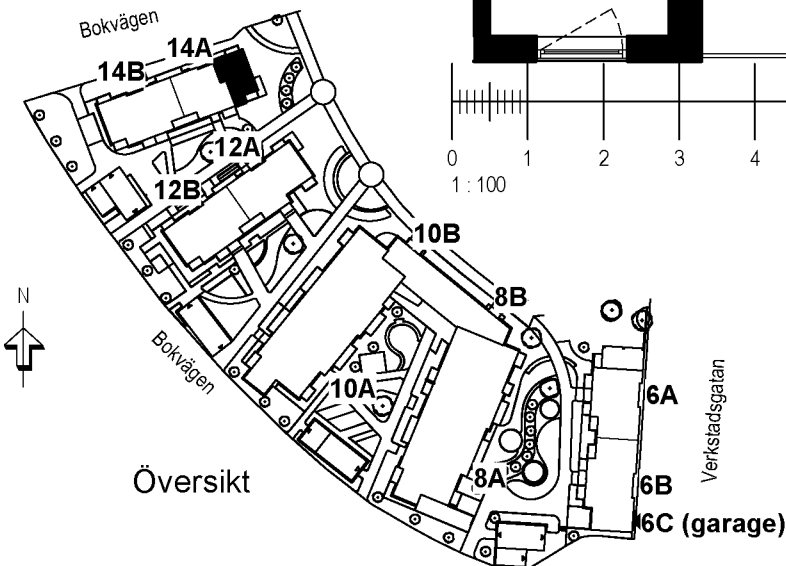 Bokvägen
14A
14B
0 1 2 3 4
1 : 100
12A
12B
10B
N
8B
Bokvägen
10A
6A
Verkstadsgatan
Översikt
8A
6B
6C (garage)